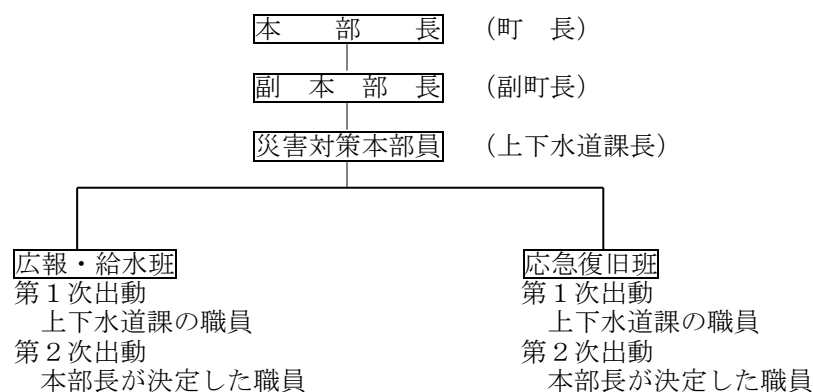 本　部　長　（町　長）
副　本　部　長　（副町長）
災害対策本部員　（上下水道課長）
広報・給水班
第１次出動
上下水道課の職員
第２次出動
本部長が決定した職員
応急復旧班
第１次出動
上下水道課の職員
第２次出動
本部長が決定した職員